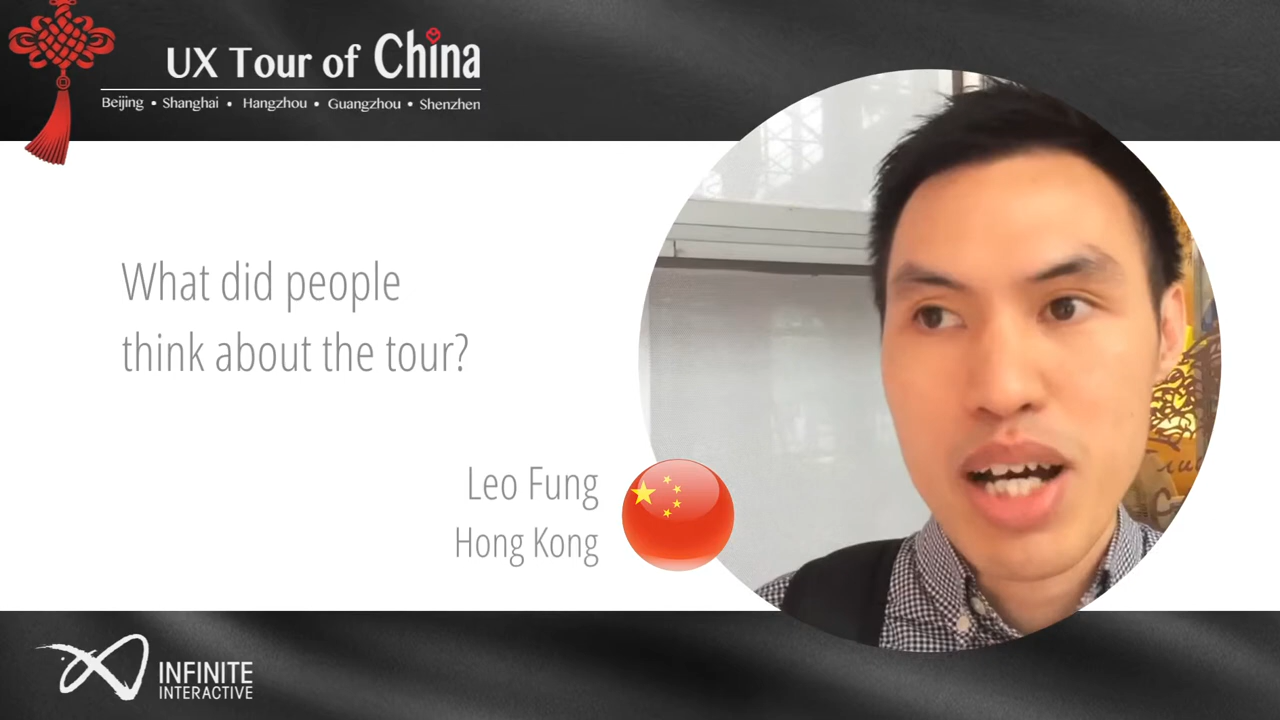 UX Tour of China
Beijing • Shanghai • Hangzhou • Guangzhou • Shenzhen
What did people
think about the tour?
Leo Fung
Hong Kong
INFINITE
INTERACTIVE